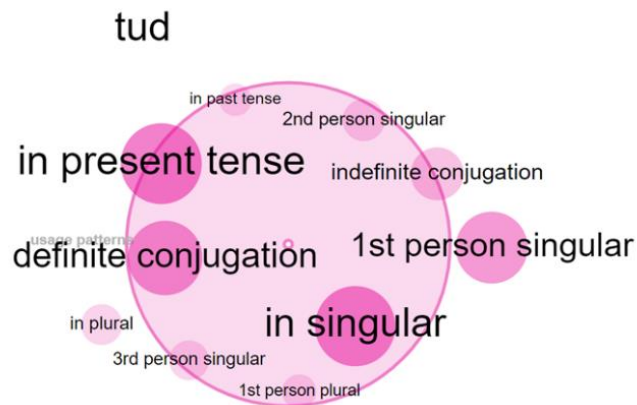 tud
in past tense
2nd person singular
in present tense
indefinite conjugation
usage patterns
1st person singular
definite conjugation
in plural
in singular
3rd person singular
1st person plural